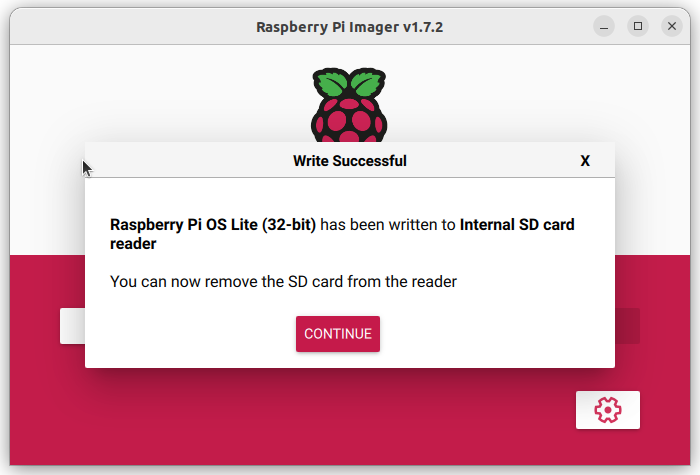 Raspberry Pi Imager v1.7.2
Write Successful
X
Raspberry Pi OS Lite (32-bit) has been written to Internal SD card
reader
You can now remove the SD card from the reader
CONTINUE